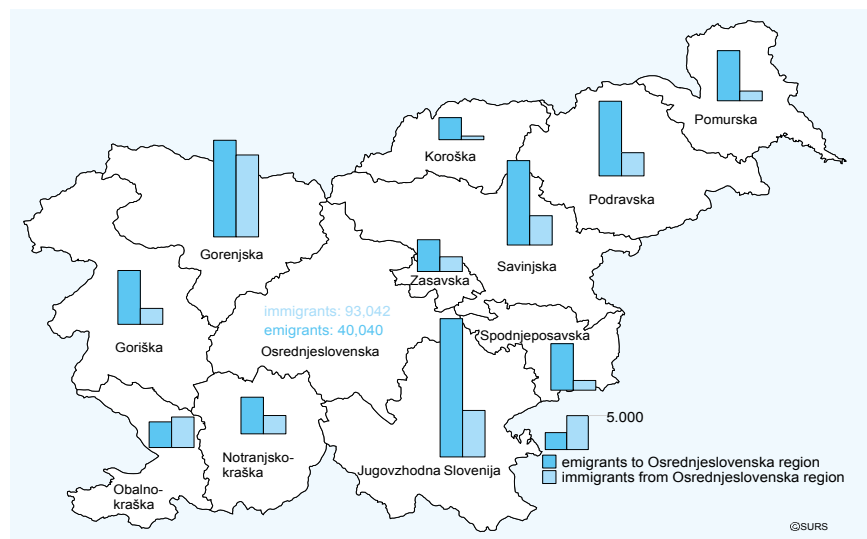 Pomurska
Koroška
Podravska
Gorenjska
Savinjska
Zasavska
immigrants: 93,042
emigrants: 40,040
Osrednjeslovenska
Goriška
Spodnjeposavska
5.000
Notranjsko-
kraška
Jugovzhodna Slovenija
emigrants to Osrednjeslovenska region
immigrants from Osrednjeslovenska region
Obalno-
kraška
©SURS